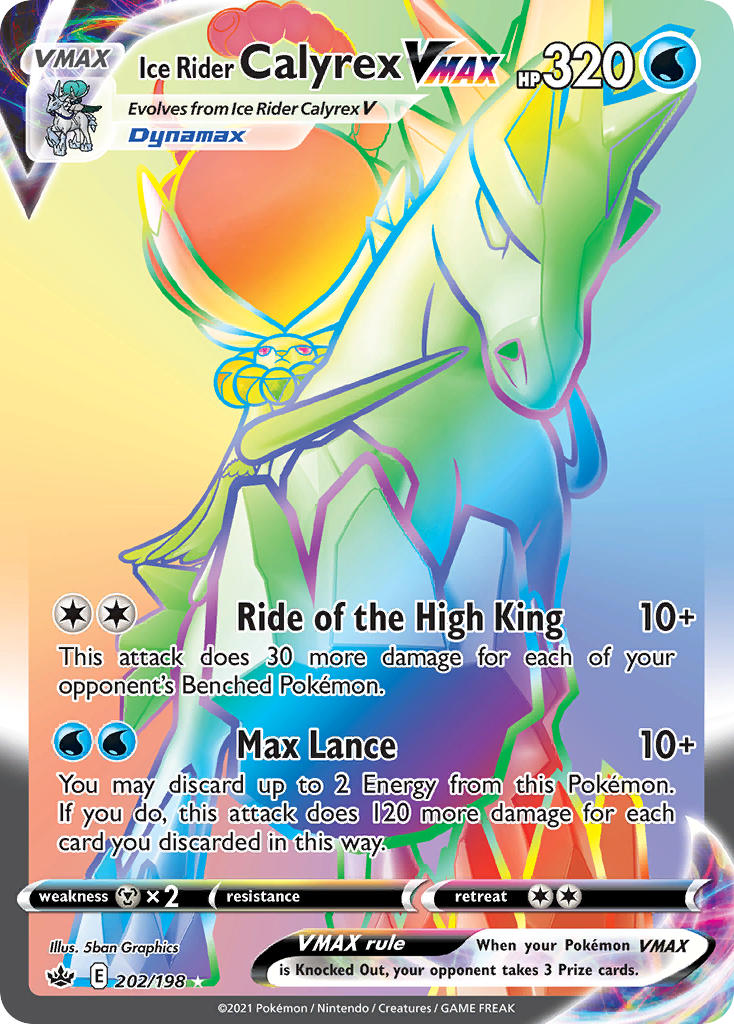 VMAX
Ice Rider Calyrex VMAX HP 320
Evolves from Ice Rider Calyrex V
Dynamax
Ride of the High King 10+
This attack does 30 more damage for each of your
opponent's Benched Pokémon.
Max Lance 10+
You may discard up to 2 Energy from this Pokémon.
If you do, this attack does 120 more damage for each
card you discarded in this way.
weakness ×2 resistance retreat
Illus. 5ban Graphics
VMAX rule When your Pokémon VMAX
is Knocked Out, your opponent takes 3 Prize cards.
E 202/198
©2021 Pokémon / Nintendo / Creatures / GAME FREAK